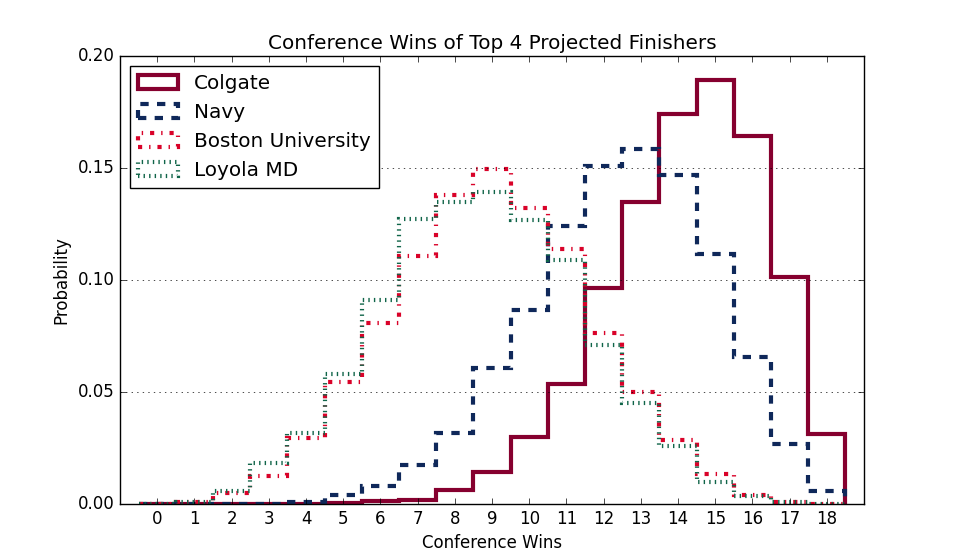 Conference Wins of Top 4 Projected Finishers
0.20
Colgate
Navy
Boston University
Loyola MD
0.15
0.10
0.05
0.00
Probability
0 1 2 3 4 5 6 7 8 9 10 11 12 13 14 15 16 17 18
Conference Wins